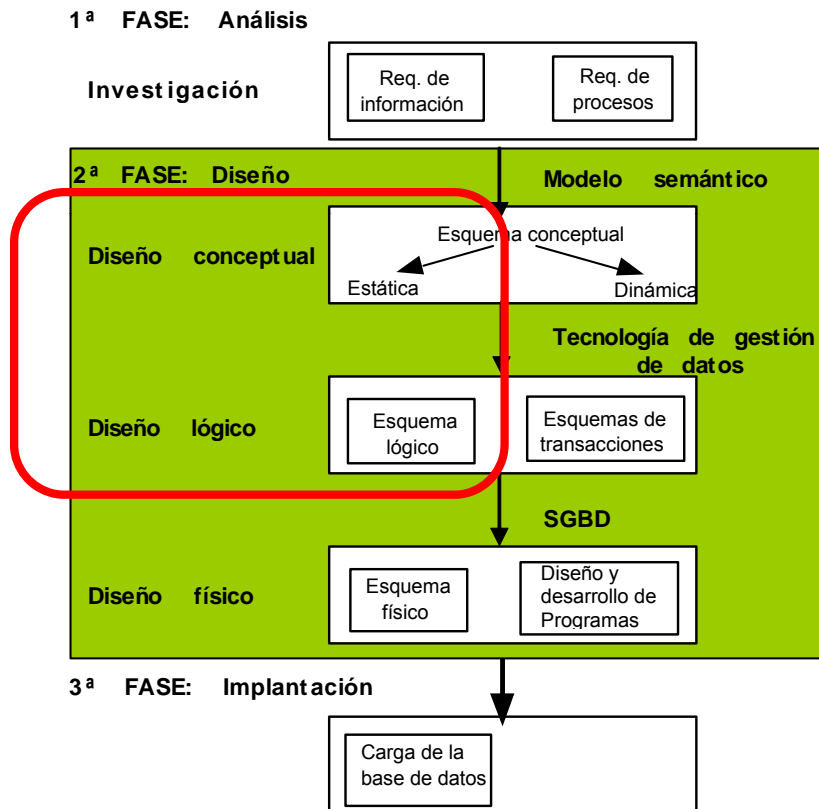 1ª FASE: Análisis
Investigación
Req. de
información
Req. de
procesos
2ª FASE: Diseño
Modelo semántico
Diseño conceptual
Esquema conceptual
Estática
Dinámica
Tecnología de gestión
de datos
Diseño lógico
Esquema
lógico
Esquemas de
transacciones
SGBD
Diseño físico
Esquema
físico
Diseño y
desarrollo de
Programas
3ª FASE: Implantación
Carga de la
base de datos